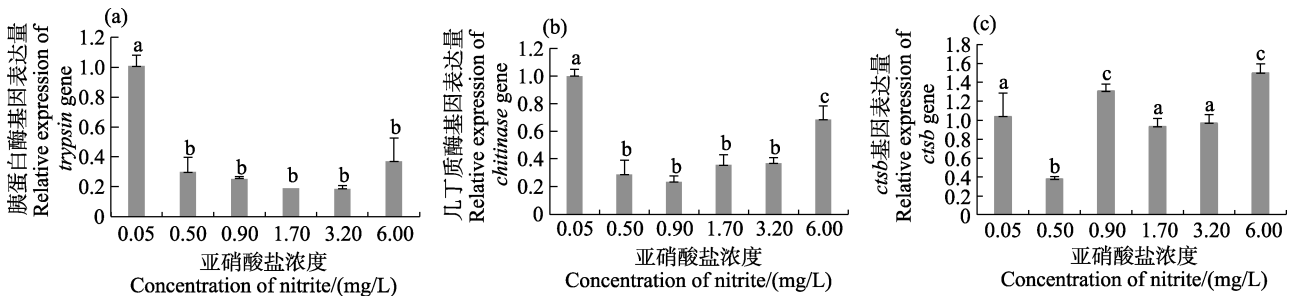 (a)
胰蛋白酶基因表达量
Relative expression of
trypsin gene
1.2
1.0
0.8
0.6
0.4
0.2
0
a
b
b
b
b
b
0.05 0.50 0.90 1.70 3.20 6.00
亚硝酸盐浓度
Concentration of nitrite/(mg/L)
(b)
几丁质酶基因表达量
Relative expression of
chittinase gene
1.2
1.0
0.8
0.6
0.4
0.2
0
a
b
b
b
b
c
0.05 0.50 0.90 1.70 3.20 6.00
亚硝酸盐浓度
Concentration of nitrite/(mg/L)
(c)
ctsb基因表达量
Relative expression of
ctsb gene
1.8
1.6
1.4
1.2
1.0
0.8
0.6
0.4
0.2
0
a
b
c
a
a
c
0.05 0.50 0.90 1.70 3.20 6.00
亚硝酸盐浓度
Concentration of nitrite/(mg/L)